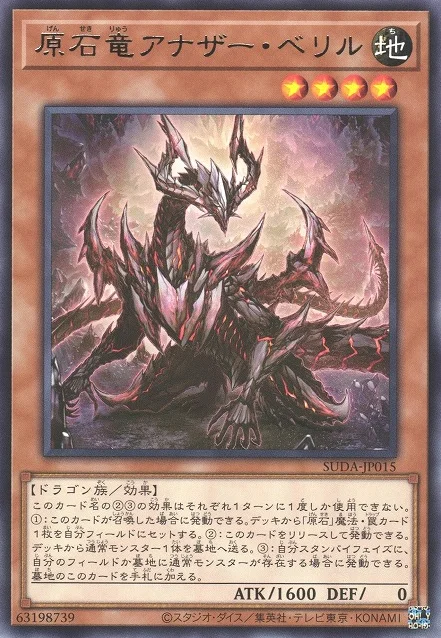 原石竜アナザー・ベリル
地
SUDA-JP015
【ドラゴン族/効果】
このカード名の②③の効果はそれぞれ1ターンに1度しか使用できない。
①:このカードが召喚した場合に発動できる。デッキから「原石」魔法・罠カード
1枚を自分フィールドにセットする。②:このカードをリリースして発動できる。
デッキから通常モンスター1体を墓地へ送る。③:自分スタンバイフェイズに、
自分のフィールドか墓地に通常モンスターが存在する場合に発動できる。
墓地のこのカードを手札に加える。
ATK/1600 DEF/ 0
63198739
©スタジオ・ダイス/集英社・テレビ東京・KONAMI